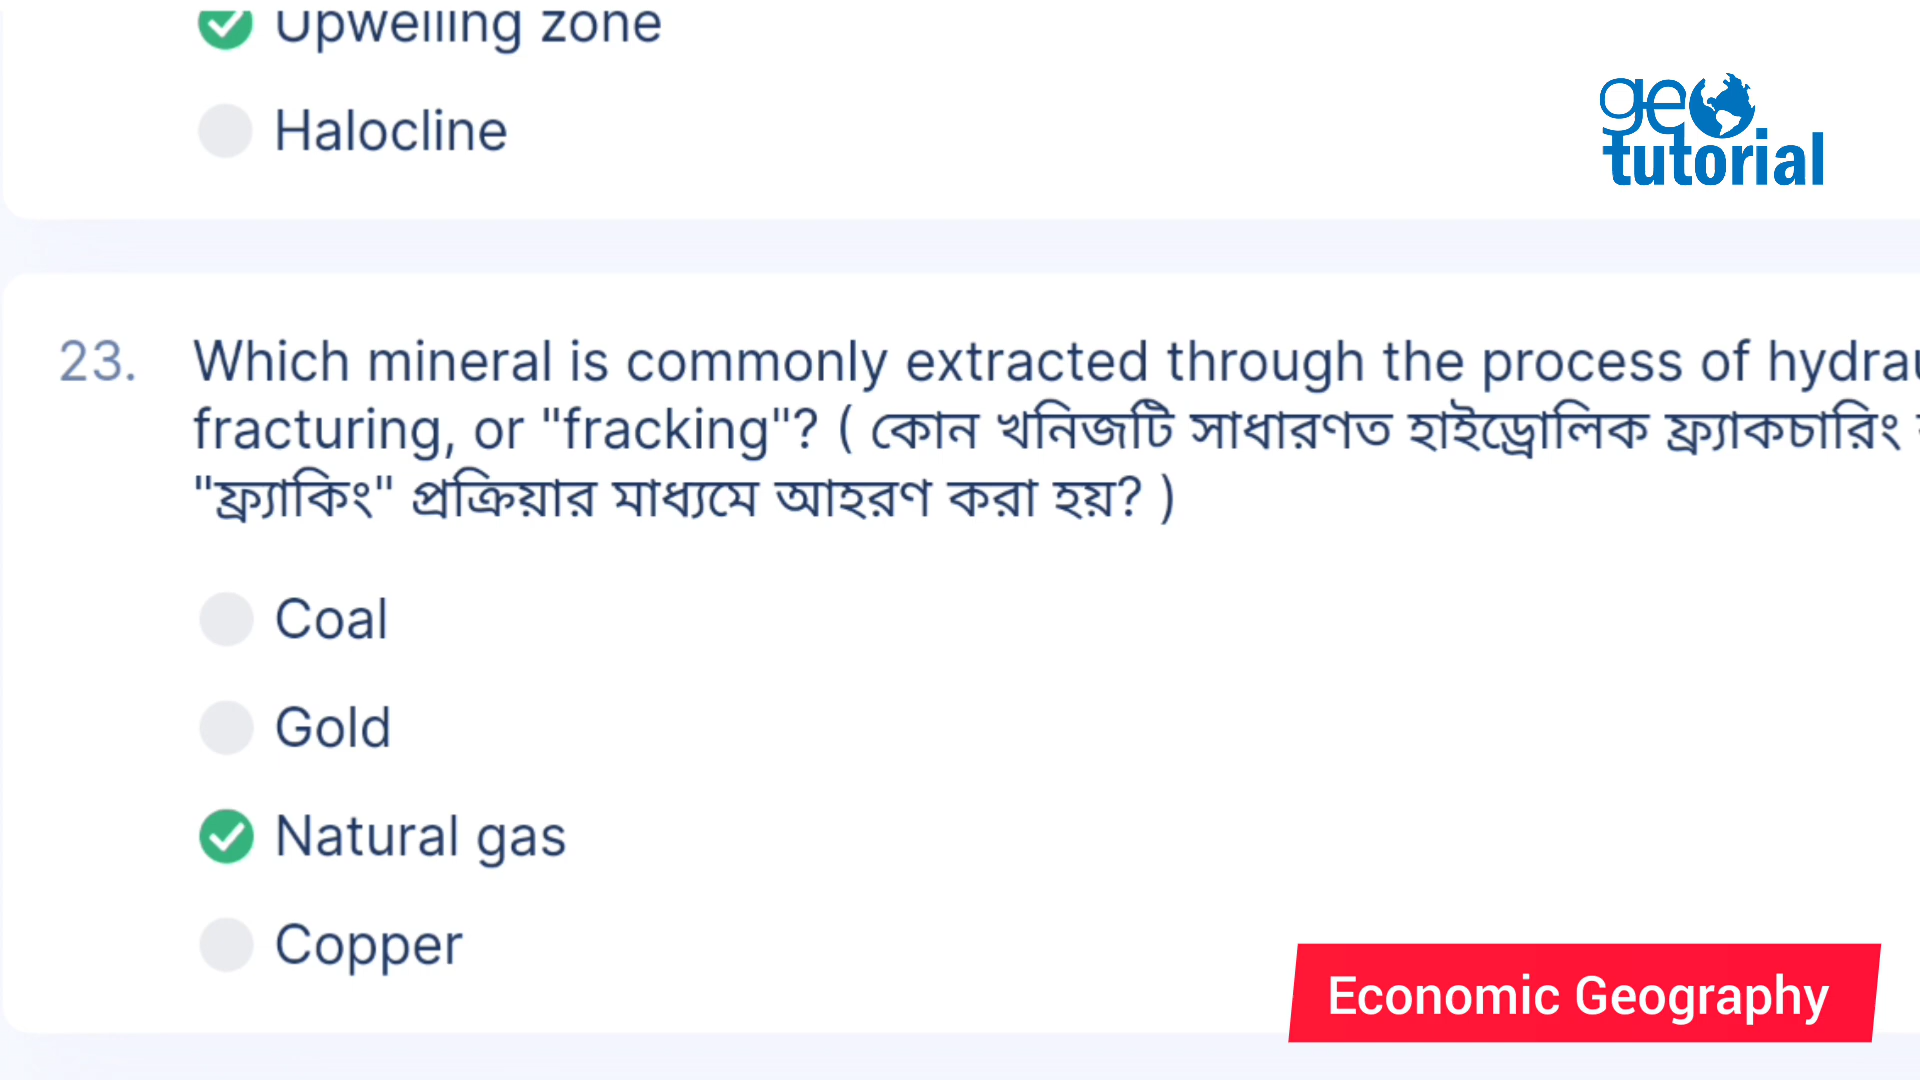 Upwelling zone
Halocline
geo
tutorial
23. Which mineral is commonly extracted through the process of
fracturing, or "fracking"? ( কোন খনিজটি সাধারণত হাইড্রোলিক ফ্র্যাকচারিং
"ফ্র্যাকিং" প্রক্রিয়ার মাধ্যমে আহরণ করা হয়? )
Coal
Gold
Natural gas
Copper
Economic Geography